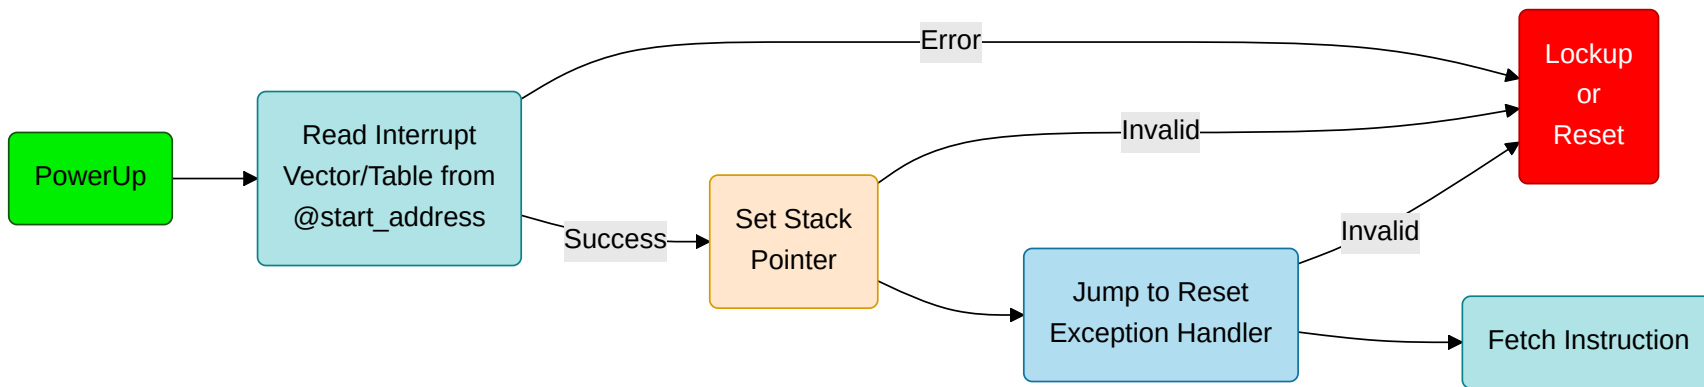 PowerUp
Read Interrupt
Vector/Table from
@start_address
Error
Success
Set Stack
Pointer
Invalid
Jump to Reset
Exception Handler
Invalid
Lockup
or
Reset
Fetch Instruction